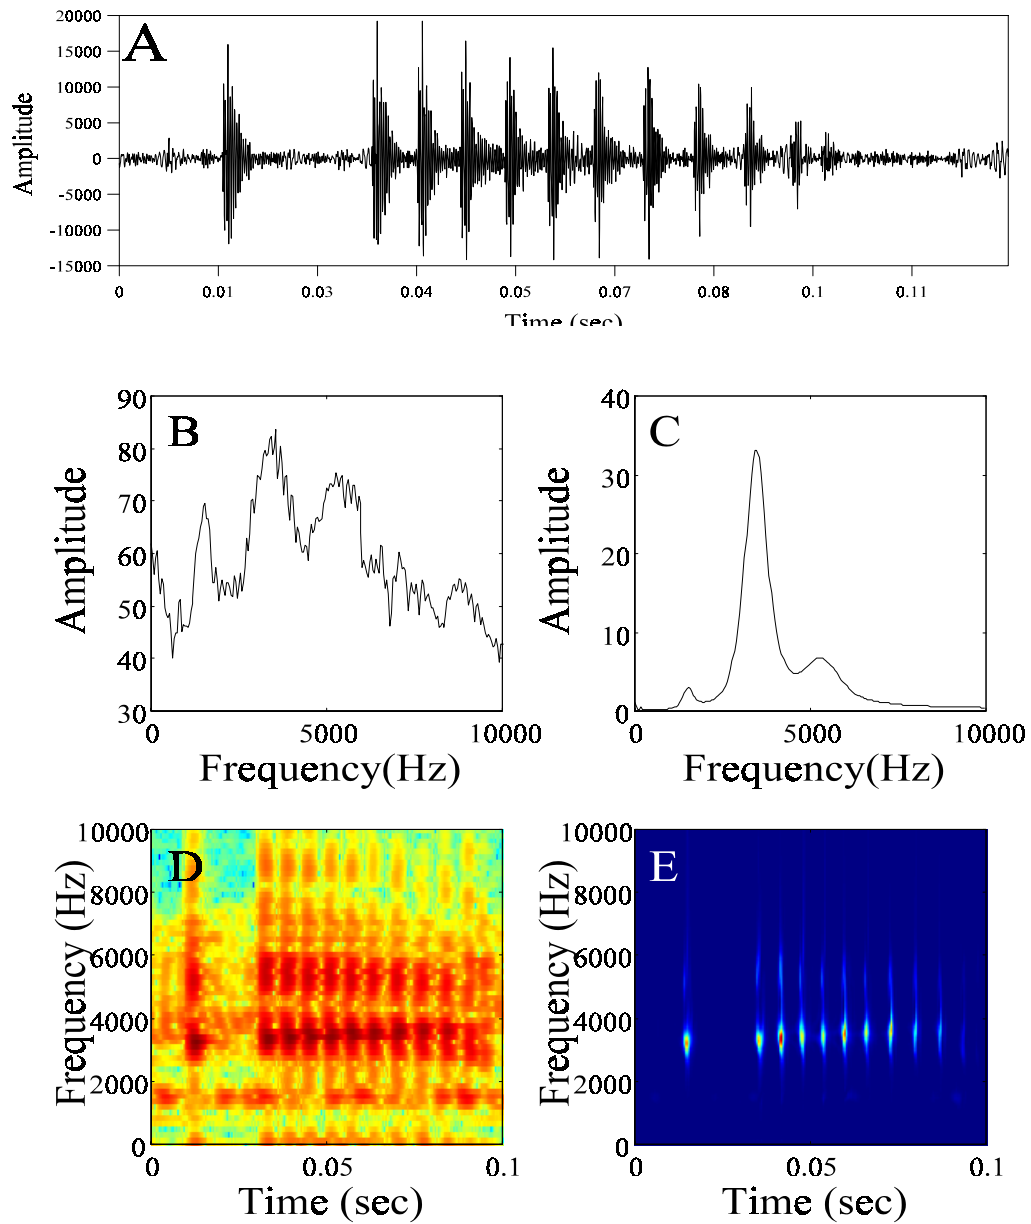 20000
15000
10000
5000
0
-5000
-10000
-15000
Amplitude
A
0 0.01 0.03 0.04 0.05 0.07 0.08 0.1 0.11
Time (sec)
90
80
70
60
50
40
30
Amplitude
B
0 5000 10000
Frequency(Hz)
40
30
20
10
0
Amplitude
C
0 5000 10000
Frequency(Hz)
10000
8000
6000
4000
2000
0
Frequency (Hz)
D
0 0.05 0.1
Time (sec)
10000
8000
6000
4000
2000
0
Frequency (Hz)
E
0 0.05 0.1
Time (sec)